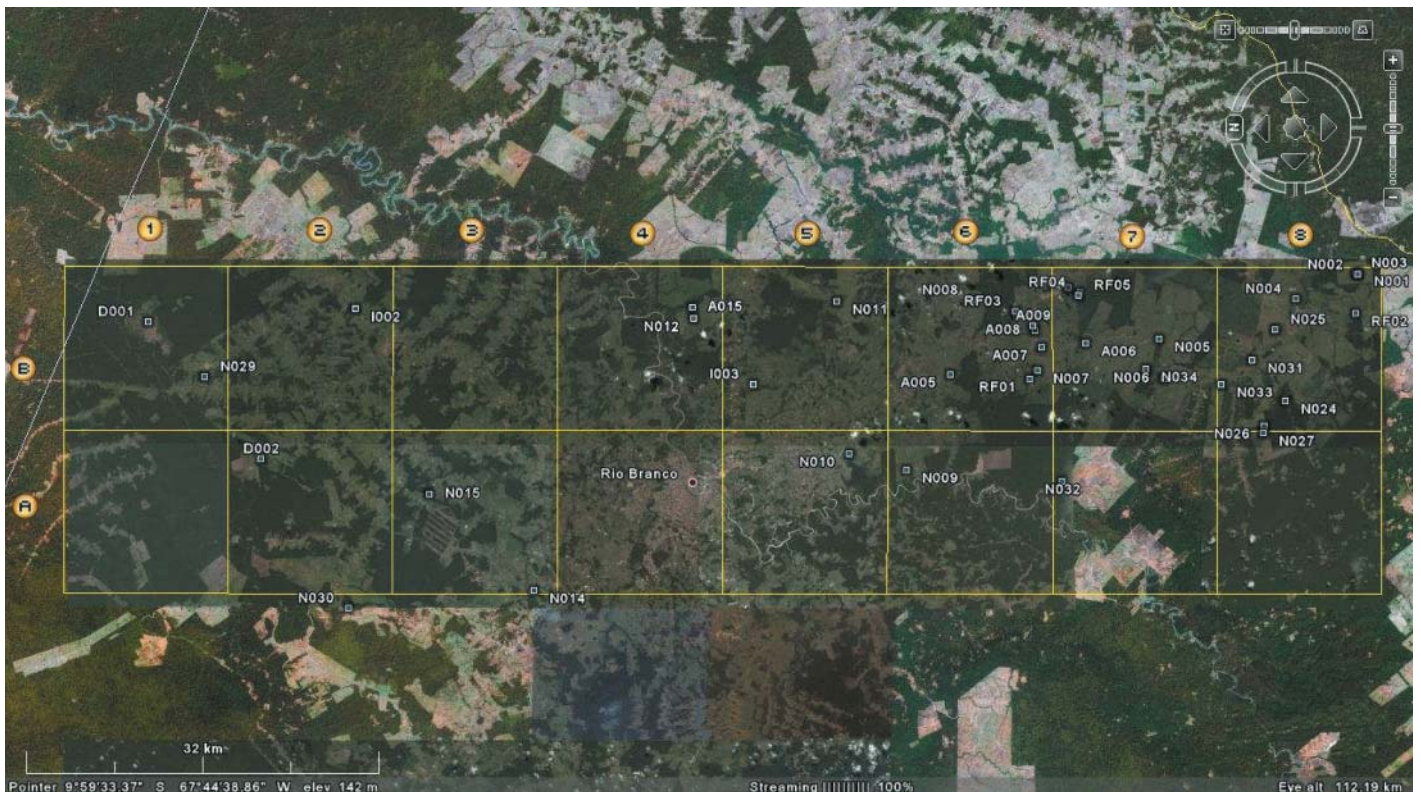 1
2
3
4
5
6
7
8
N
B
A
N002
N003
N001
N004
RF02
N025
RF04
RF05
N008
RF03
A009
A008
A007
A006
N005
A015
N011
N012
D001
I002
N029
I003
A005
RF01
N007
N006
N034
N031
N033
N024
N026
N027
D002
N015
Rio Branco
N010
N009
N032
N030
N014
32 km
Pointer 9°59'33.37" S 67°44'38.86" W elev 142 m
Streaming |||||||||| 100%
Eye alt 112.19 km